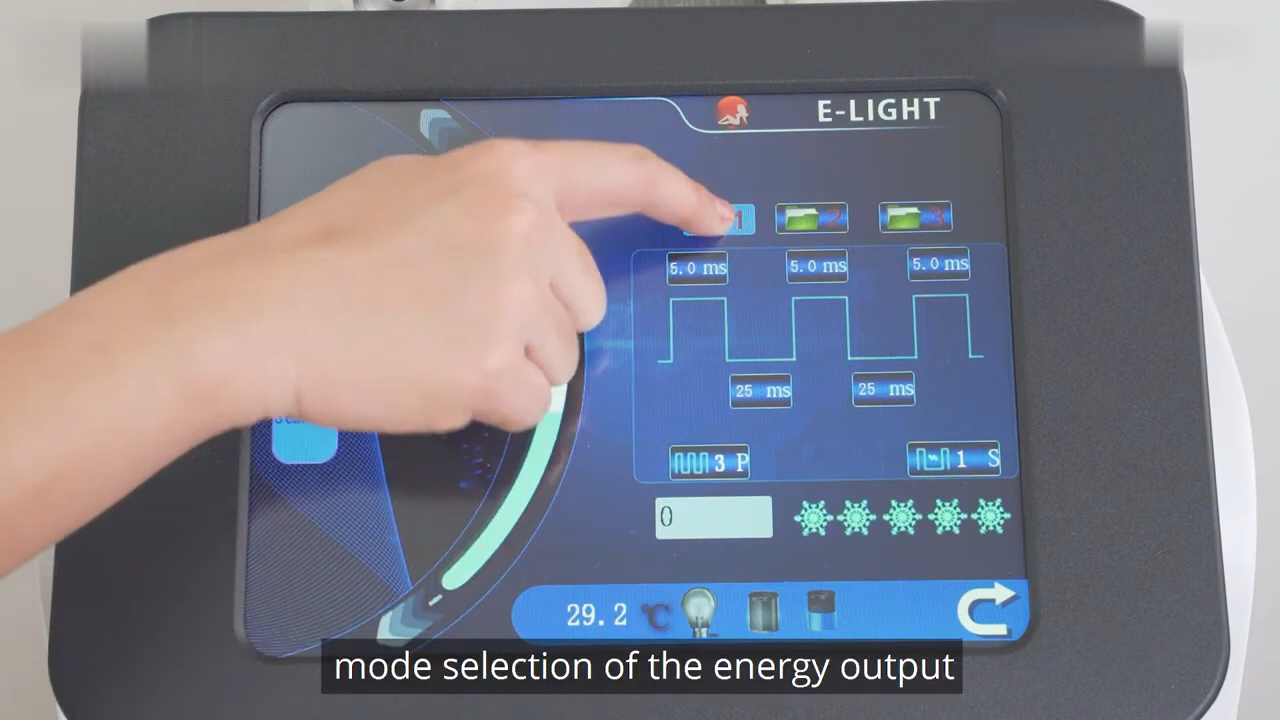 E-LIGHT
1 2 3
5.0 ms 5.0 ms 5.0 ms
25 ms 25 ms
3 P 1 S
0
29.2 ℃
mode selection of the energy output